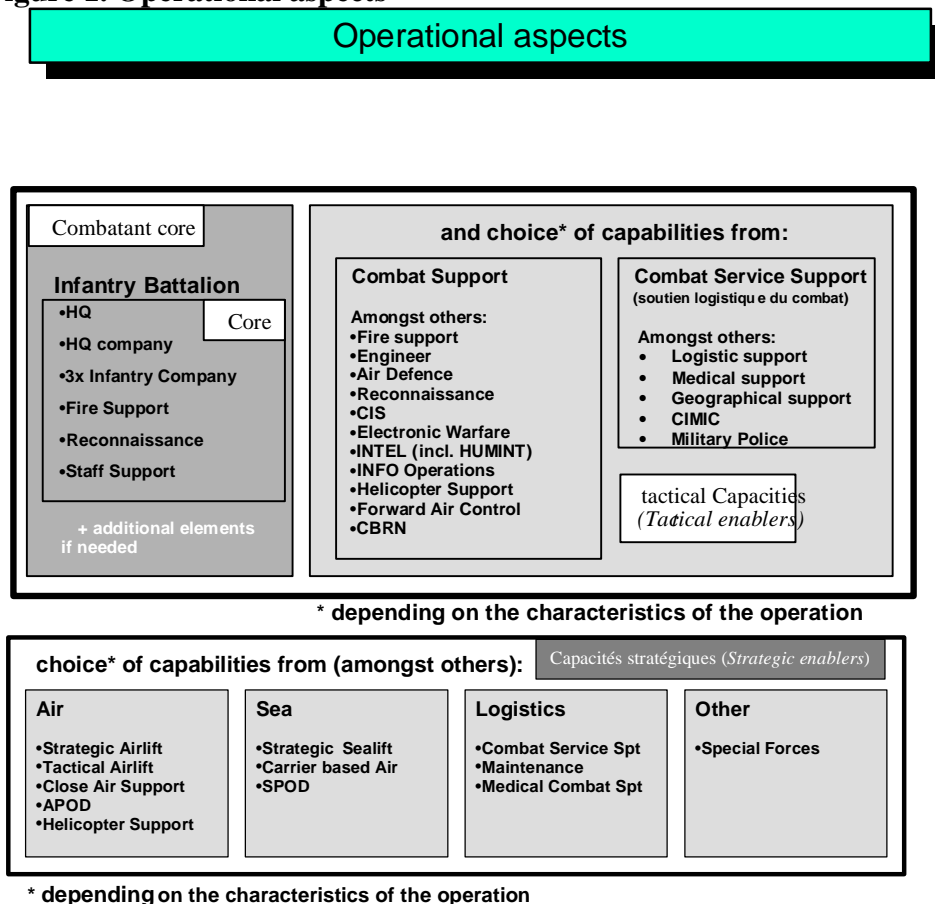 Operational aspects
Combatant core
Infantry Battalion
Core
•HQ
•HQ company
•3x Infantry Company
•Fire Support
•Reconnaissance
•Staff Support
+ additional elements
if needed
and choice* of capabilities from:
Combat Support
Amongst others:
•Fire support
•Engineer
•Air Defence
•Reconnaissance
•CIS
•Electronic Warfare
•INTEL (incl. HUMINT)
•INFO Operations
•Helicopter Support
•Forward Air Control
•CBRN
Combat Service Support
(soutien logistique du combat)
Amongst others:
• Logistic support
• Medical support
• Geographical support
• CIMIC
• Military Police
tactical Capacities
(Tactical enablers)
* depending on the characteristics of the operation
choice* of capabilities from (amongst others):
Capacités stratégiques (Strategic enablers)
Air
•Strategic Airlift
•Tactical Airlift
•Close Air Support
•APOD
•Helicopter Support
Sea
•Strategic Sealift
•Carrier based Air
•SPOD
Logistics
•Combat Service Spt
•Maintenance
•Medical Combat Spt
Other
•Special Forces
* depending on the characteristics of the operation